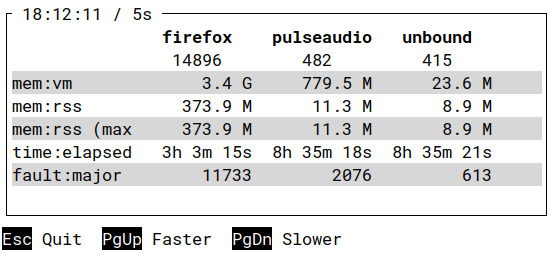 18:12:11 / 5s
firefox pulseaudio unbound
14896 482 415
mem:vm 3.4 G 779.5 M 23.6 M
mem:rss 373.9 M 11.3 M 8.9 M
mem:rss (max 373.9 M 11.3 M 8.9 M
time:elapsed 3h 3m 15s 8h 35m 18s 8h 35m 21s
fault:major 11733 2076 613
Esc Quit PgUp Faster PgDn Slower